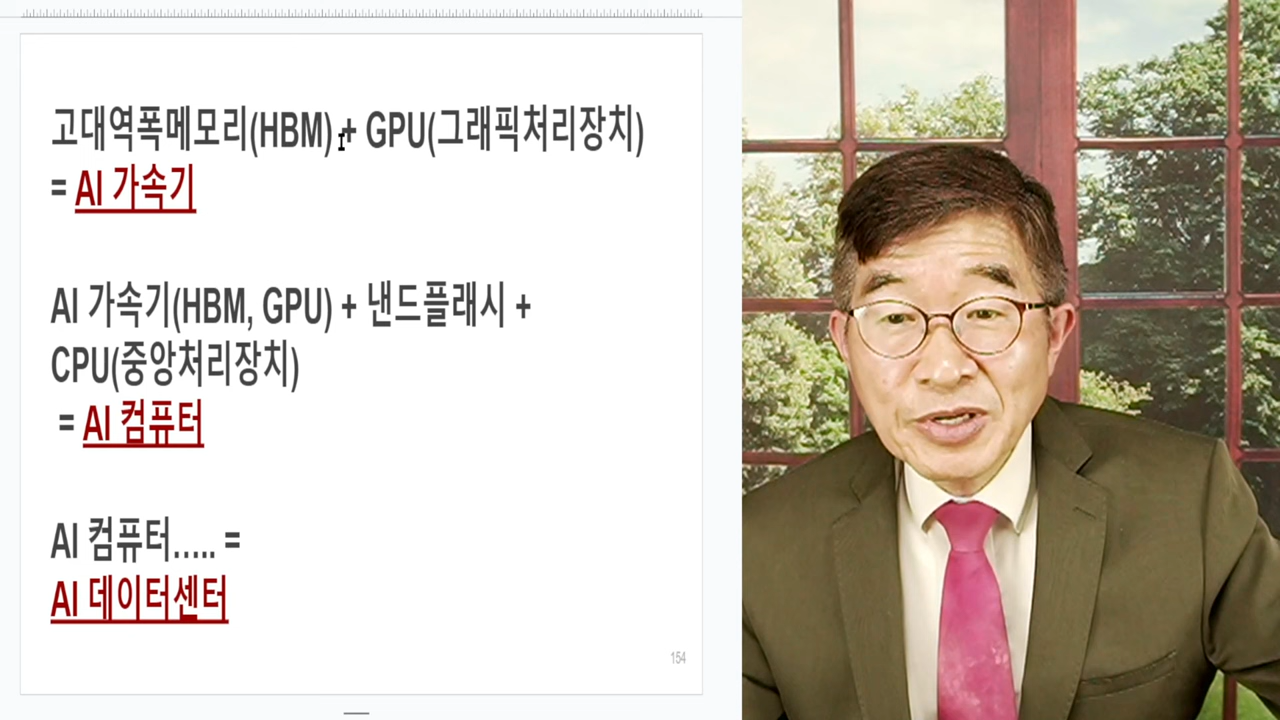 고대역폭메모리(HBM) + GPU(그래픽처리장치)
= AI 가속기
AI 가속기(HBM, GPU) + 낸드플래시 +
CPU(중앙처리장치)
= AI 컴퓨터
AI 컴퓨터..... =
AI 데이터센터
154